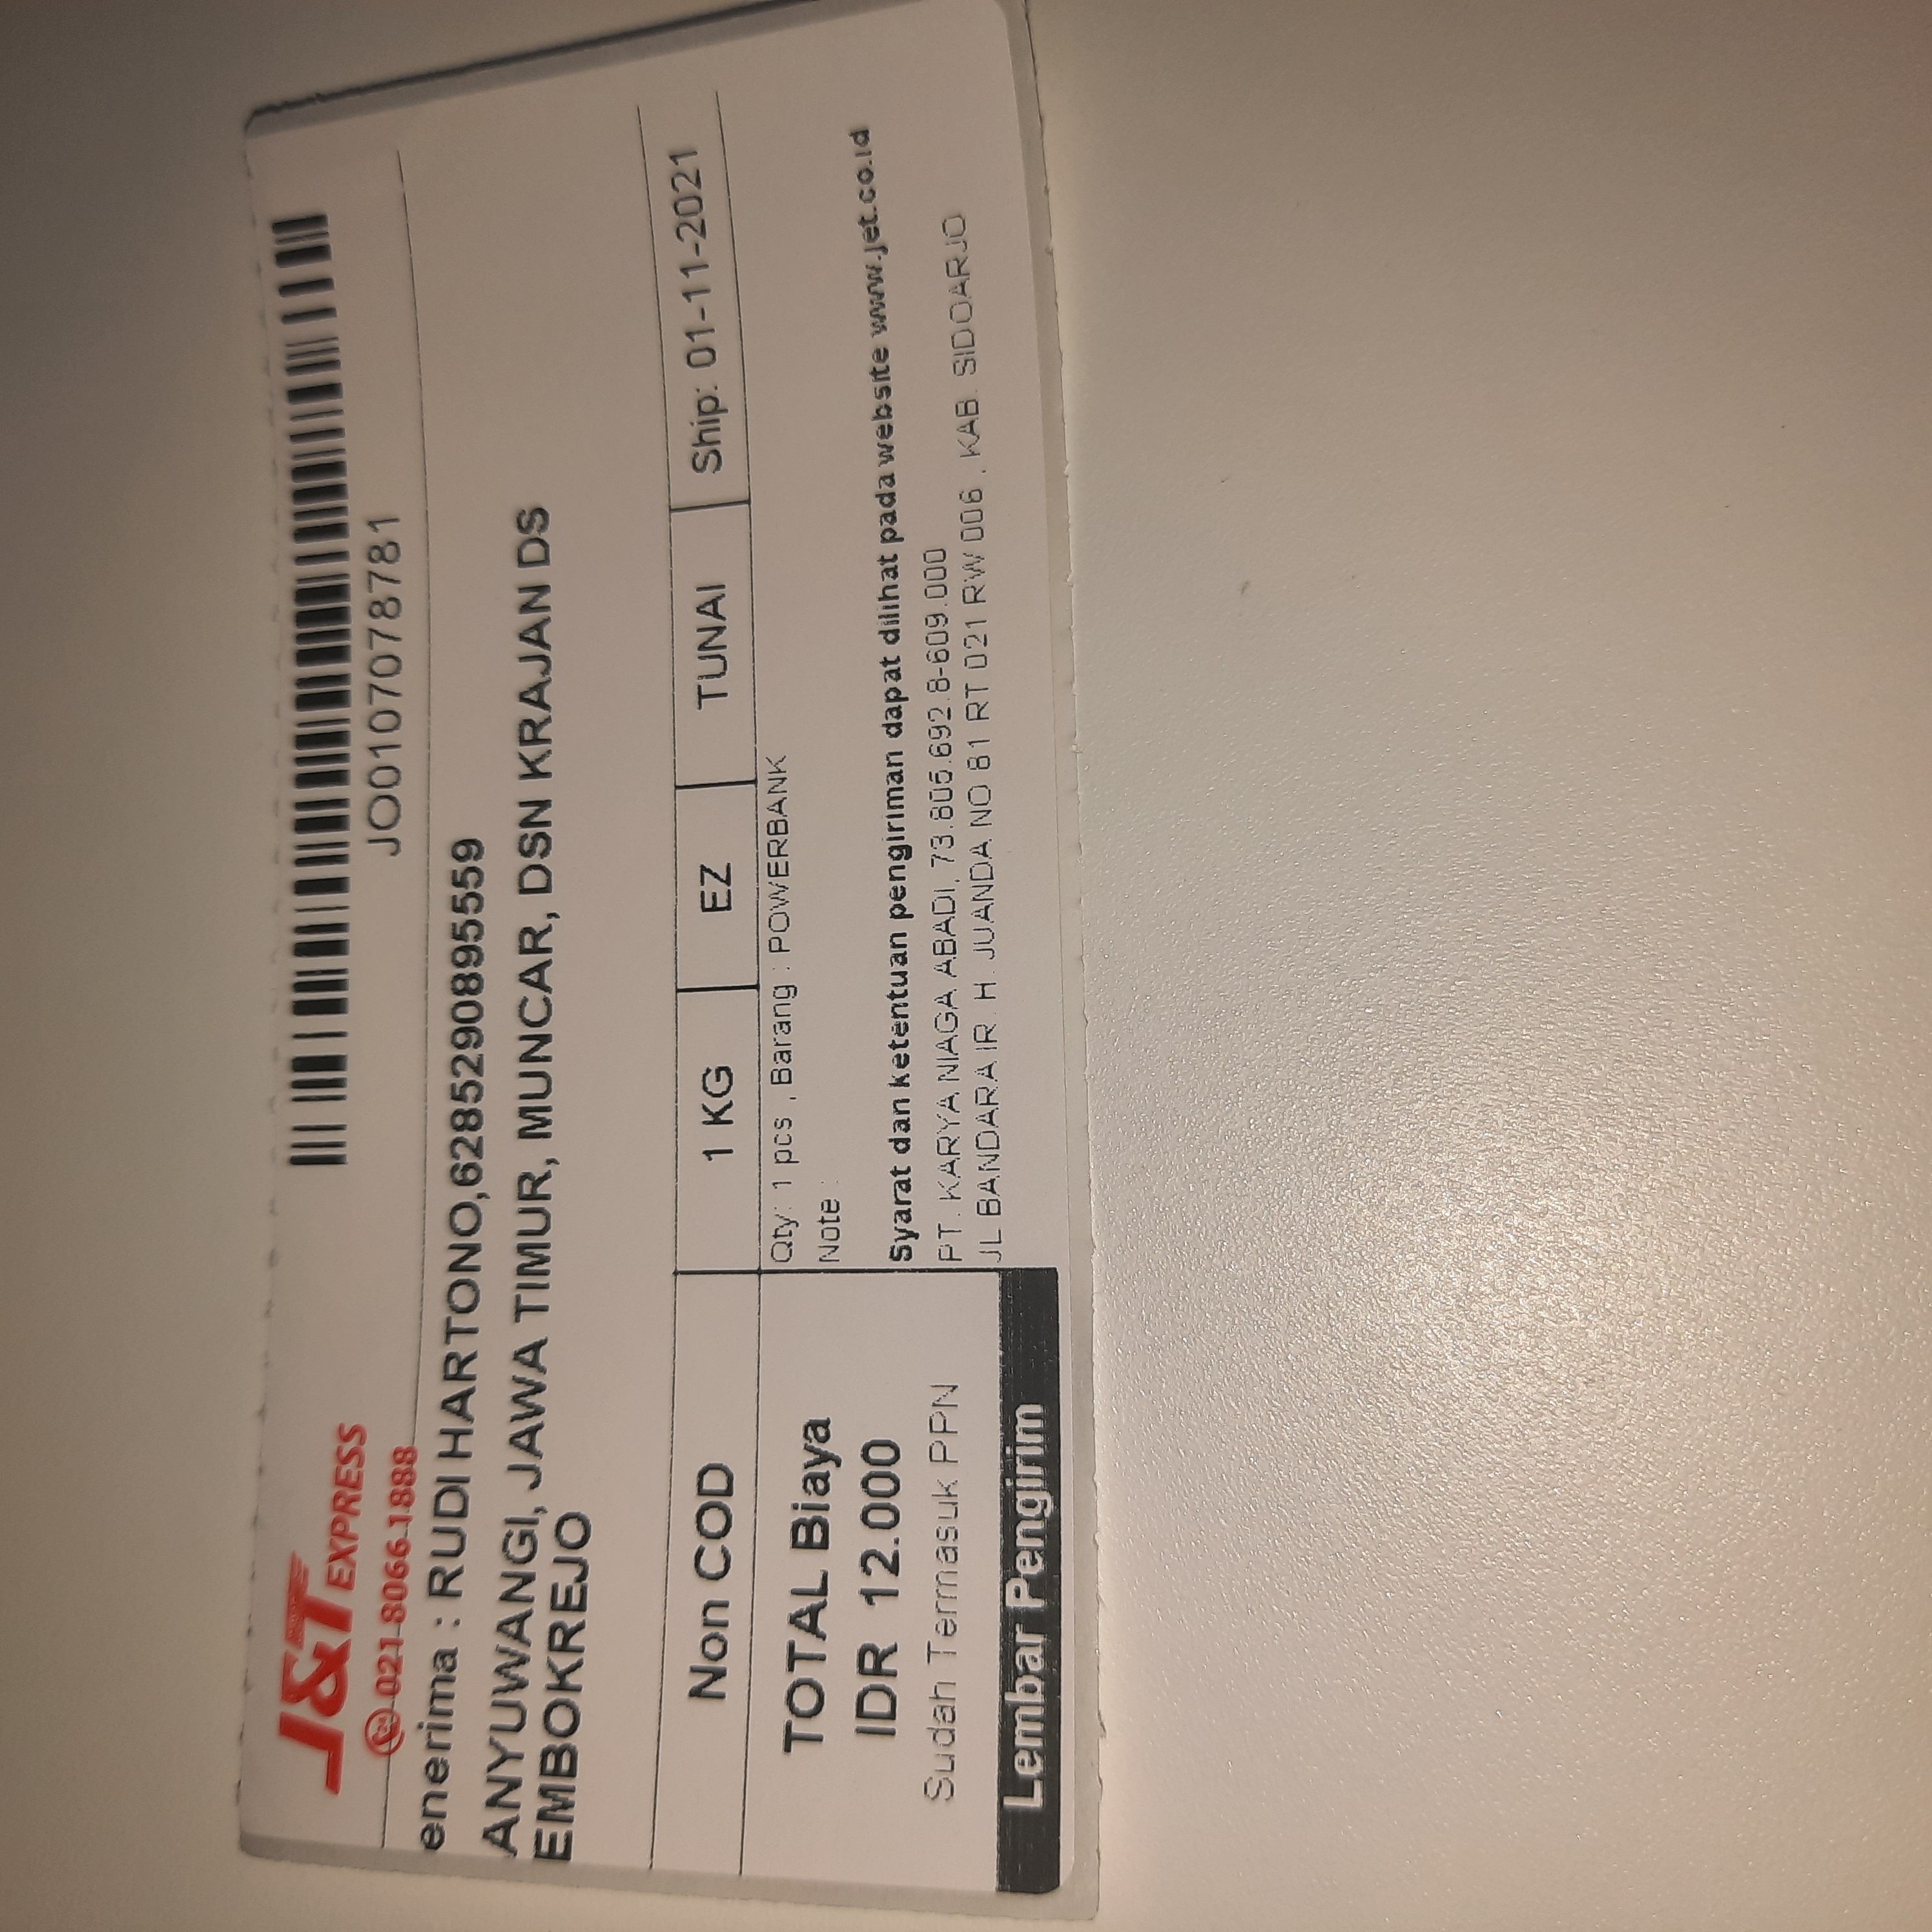 J&T EXPRESS
021 8066 1888
JO0107078781
enerima : RUDI HARTONO,6285290895559
ANYUWANGI, JAWA TIMUR, MUNCAR, DSN KRAJAN DS
EMBOKREJO
Non COD 1 KG EZ TUNAI Ship: 01-11-2021
TOTAL Biaya
IDR 12.000
Sudah Termasuk PPN
Lembar Pengirim
Qty: 1 pcs , Barang : POWERBANK
Note :
Syarat dan ketentuan pengiriman dapat dilihat pada website www.jet.co.id
PT. KARYA NIAGA ABADI, 73.805.692.8-609.000
JL BANDARA IR. H. JUANDA NO 81 RT 021 RW 006 , KAB. SIDOARJO